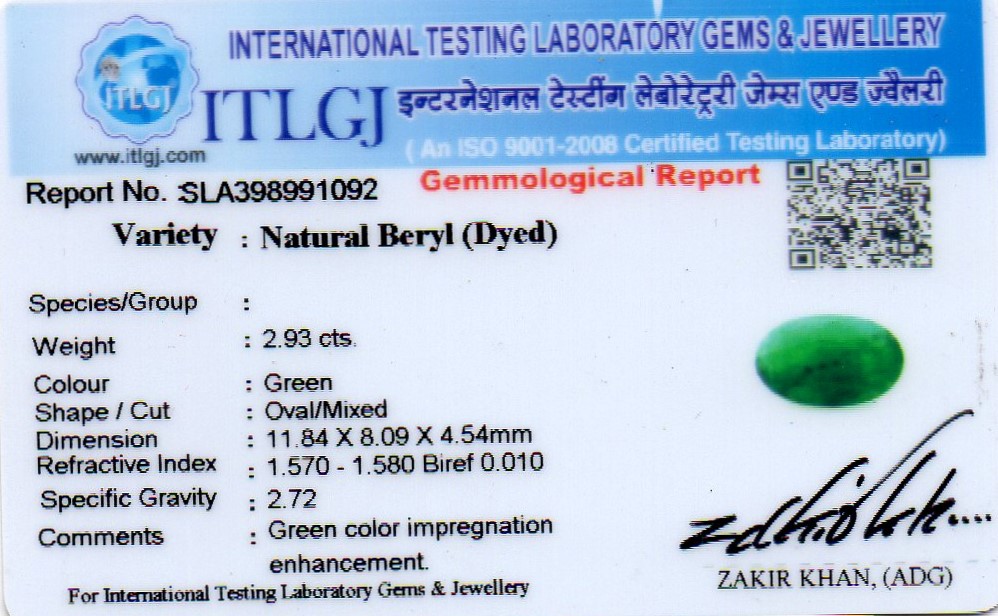 INTERNATIONAL TESTING LABORATORY GEMS & JEWELLERY
ITLGJ
ITLGJ
इन्टरनेशनल टेस्टींग लेबोरेट्ररी जेम्स एण्ड ज्वैलरी
www.itlgj.com
( An ISO 9001-2008 Certified Testing Laboratory)
Report No. SLA398991092
Gemmological Report
Variety : Natural Beryl (Dyed)
Species/Group :
Weight : 2.93 cts.
Colour : Green
Shape / Cut : Oval/Mixed
Dimension : 11.84 X 8.09 X 4.54mm
Refractive Index : 1.570 - 1.580 Biref 0.010
Specific Gravity : 2.72
Comments : Green color impregnation
enhancement.
ZAKIR KHAN, (ADG)
For International Testing Laboratory Gems & Jewellery